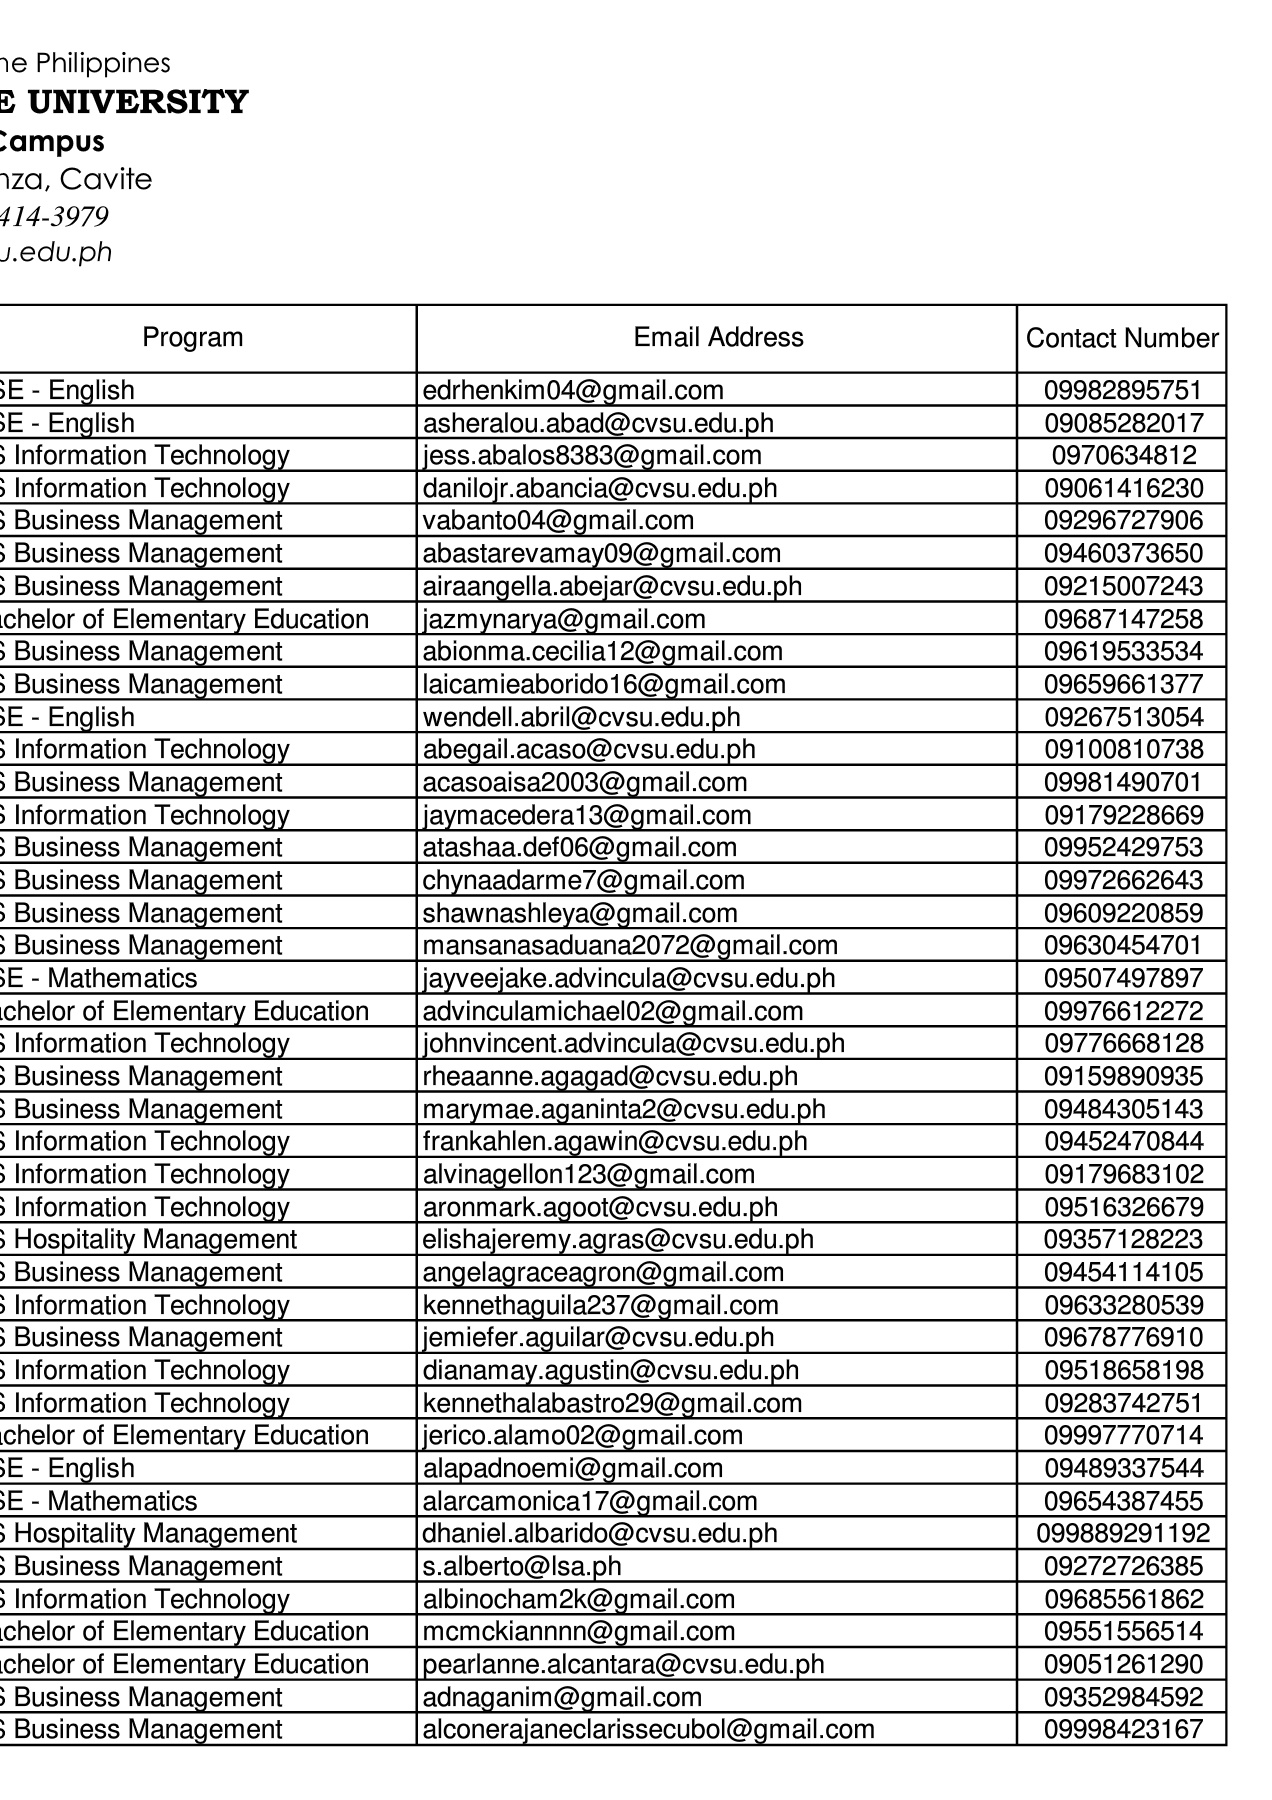 ne Philippines
E UNIVERSITY
Campus
nza, Cavite
414-3979
u.edu.ph
Program Email Address Contact Number
SE - English edrhenkim04@gmail.com 09982895751
SE - English asheralou.abad@cvsu.edu.ph 09085282017
S Information Technology jess.abalos8383@gmail.com 0970634812
S Information Technology danilojr.abancia@cvsu.edu.ph 09061416230
S Business Management vabanto04@gmail.com 09296727906
S Business Management abastarevamay09@gmail.com 09460373650
S Business Management airaangella.abejar@cvsu.edu.ph 09215007243
achelor of Elementary Education jazmynarya@gmail.com 09687147258
S Business Management abionma.cecilia12@gmail.com 09619533534
S Business Management laicamieaborido16@gmail.com 09659661377
SE - English wendell.abril@cvsu.edu.ph 09267513054
S Information Technology abegail.acaso@cvsu.edu.ph 09100810738
S Business Management acasoaisa2003@gmail.com 09981490701
S Information Technology jaymacedera13@gmail.com 09179228669
S Business Management atashaa.def06@gmail.com 09952429753
S Business Management chynaadarme7@gmail.com 09972662643
S Business Management shawnashleya@gmail.com 09609220859
S Business Management mansanasaduana2072@gmail.com 09630454701
SE - Mathematics jayveejake.advincula@cvsu.edu.ph 09507497897
achelor of Elementary Education advinculamichael02@gmail.com 09976612272
S Information Technology johnvincent.advincula@cvsu.edu.ph 09776668128
S Business Management rheaanne.agagad@cvsu.edu.ph 09159890935
S Business Management marymae.aganinta2@cvsu.edu.ph 09484305143
S Information Technology frankahlen.agawin@cvsu.edu.ph 09452470844
S Information Technology alvinagellon123@gmail.com 09179683102
S Information Technology aronmark.agoot@cvsu.edu.ph 09516326679
S Hospitality Management elishajeremy.agras@cvsu.edu.ph 09357128223
S Business Management angelagraceagron@gmail.com 09454114105
S Information Technology kennethaguila237@gmail.com 09633280539
S Business Management jemiefer.aguilar@cvsu.edu.ph 09678776910
S Information Technology dianamay.agustin@cvsu.edu.ph 09518658198
S Information Technology kennethalabastro29@gmail.com 09283742751
achelor of Elementary Education jerico.alamo02@gmail.com 09997770714
SE - English alapadnoemi@gmail.com 09489337544
SE - Mathematics alarcamonica17@gmail.com 09654387455
S Hospitality Management dhaniel.albarido@cvsu.edu.ph 099889291192
S Business Management s.alberto@lsa.ph 09272726385
S Information Technology albinocham2k@gmail.com 09685561862
achelor of Elementary Education mcmckiannnn@gmail.com 09551556514
achelor of Elementary Education pearlanne.alcantara@cvsu.edu.ph 09051261290
S Business Management adnaganim@gmail.com 09352984592
S Business Management alconerajaneclarissecubol@gmail.com 09998423167